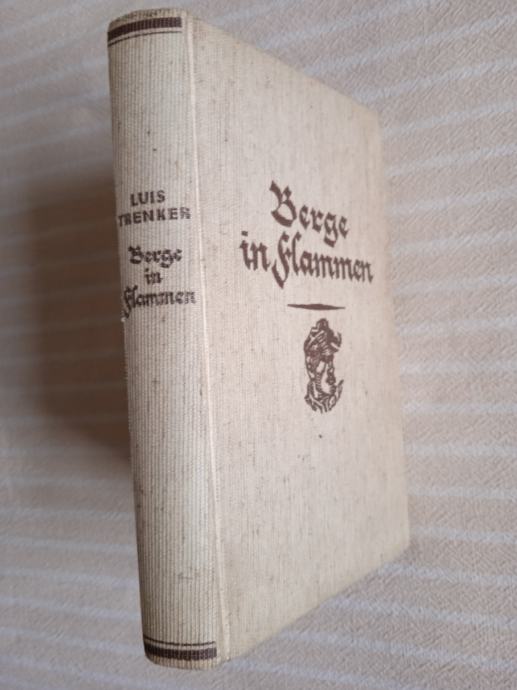 LUIS
TRENKER
Berge
in
Flammen
Berge
in Flammen